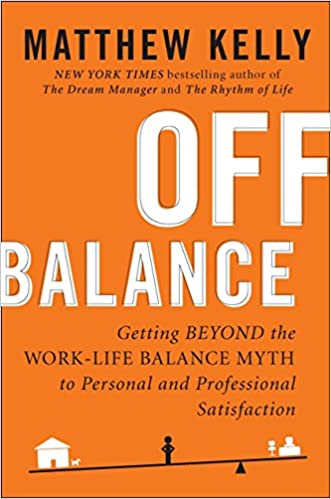 MATTHEW KELLY
NEW YORK TIMES bestselling author of
The Dream Manager and The Rhythm of Life
OFF
BALANCE
Getting BEYOND the
WORK-LIFE BALANCE MYTH
to Personal and Professional
Satisfaction